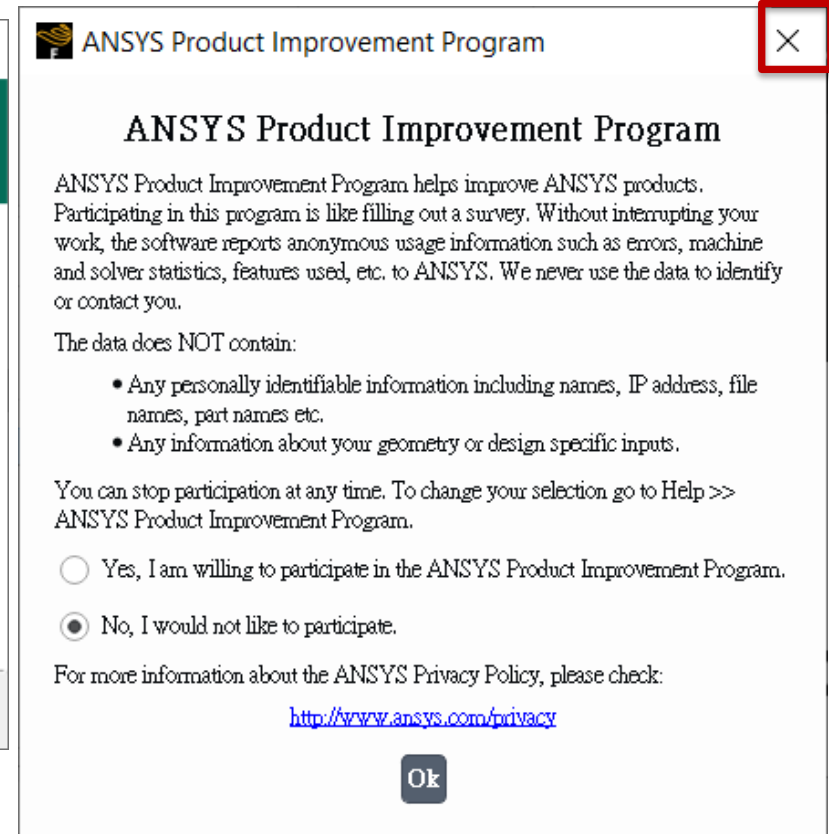 F
ANSYS Product Improvement Program
ANSYS Product Improvement Program
ANSYS Product Improvement Program helps improve ANSYS products.
Participating in this program is like filling out a survey. Without interrupting your
work, the software reports anonymous usage information such as errors, machine
and solver statistics, features used, etc. to ANSYS. We never use the data to identify
or contact you.
The data does NOT contain:
• Any personally identifiable information including names, IP address, file
names, part names etc.
• Any information about your geometry or design specific inputs.
You can stop participation at any time. To change your selection go to Help >>
ANSYS Product Improvement Program.
Yes, I am willing to participate in the ANSYS Product Improvement Program.
No, I would not like to participate.
For more information about the ANSYS Privacy Policy, please check:
http://www.ansys.com/privacy
Ok